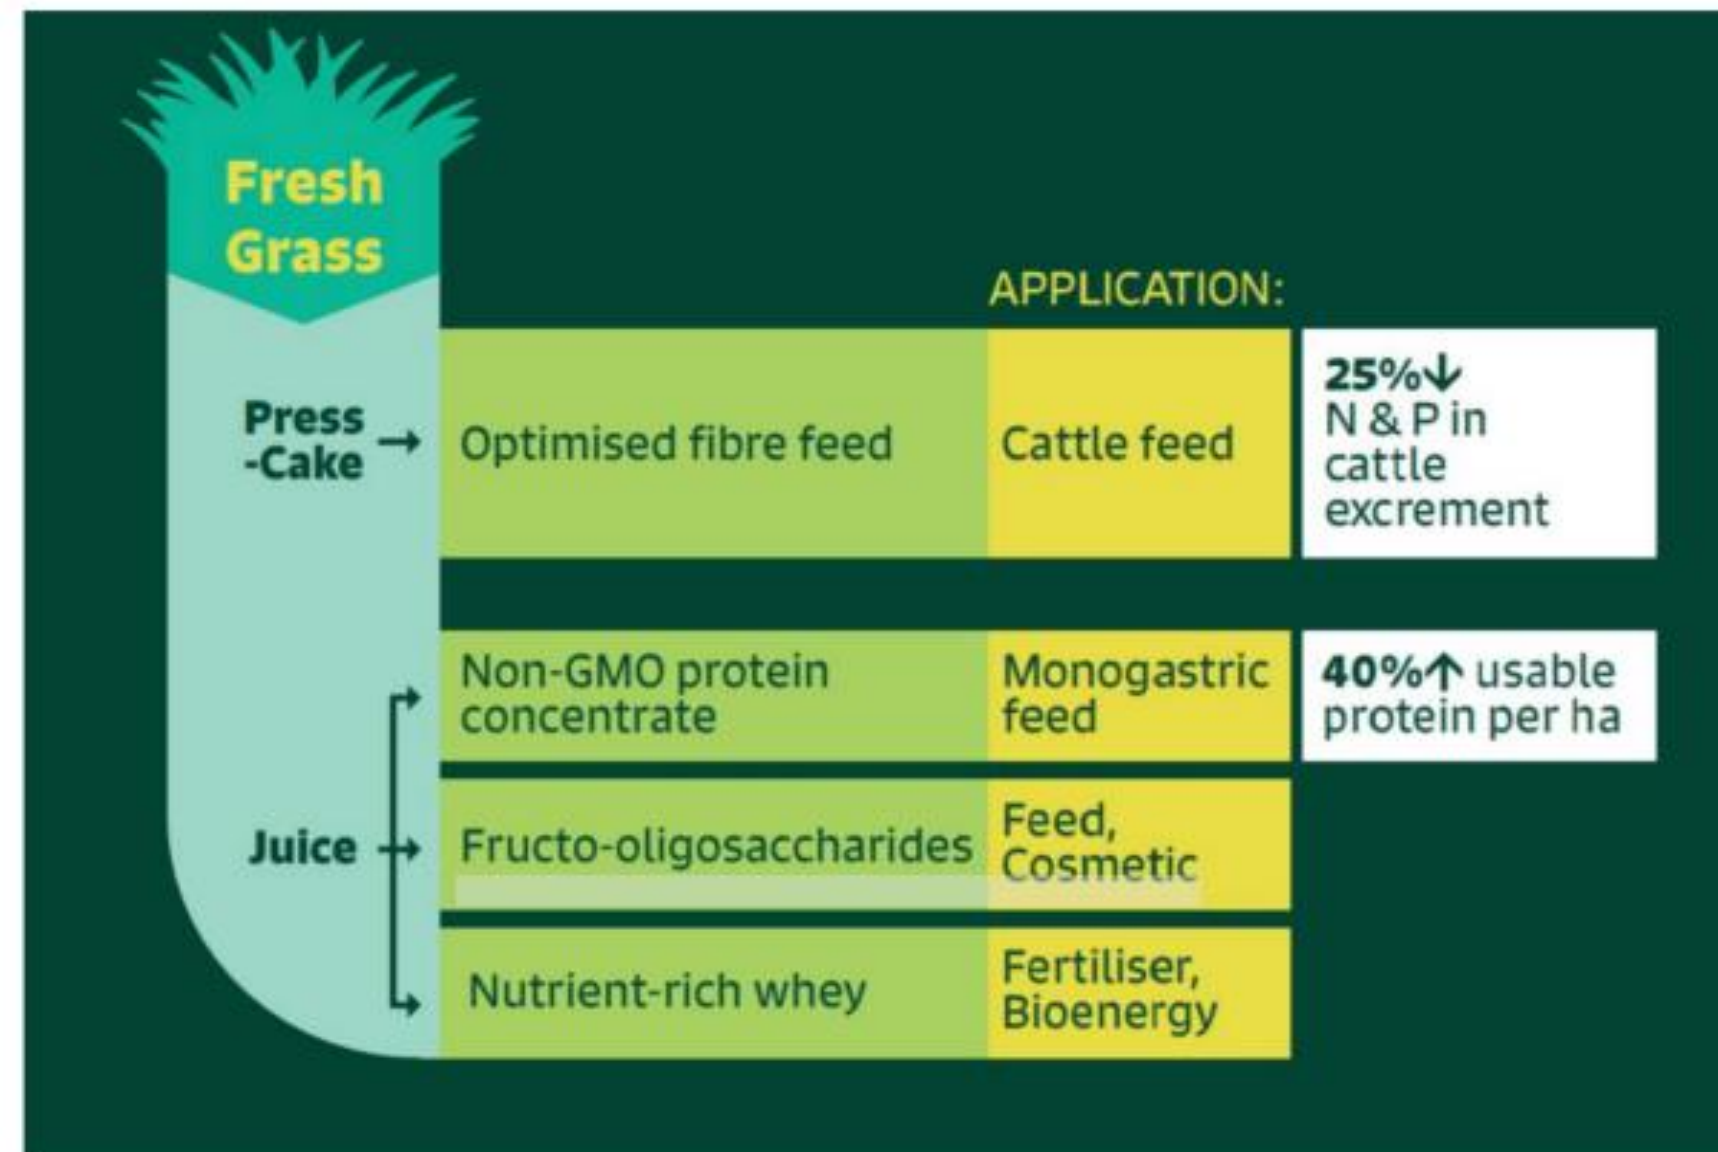 Fresh
Grass
APPLICATION:
Press
-Cake
Optimised fibre feed
Cattle feed
25%↓
N & P in
cattle
excrement
Juice
Non-GMO protein
concentrate
Monogastric
feed
40%↑ usable
protein per ha
Fructo-oligosaccharides
Feed,
Cosmetic
Nutrient-rich whey
Fertiliser,
Bioenergy